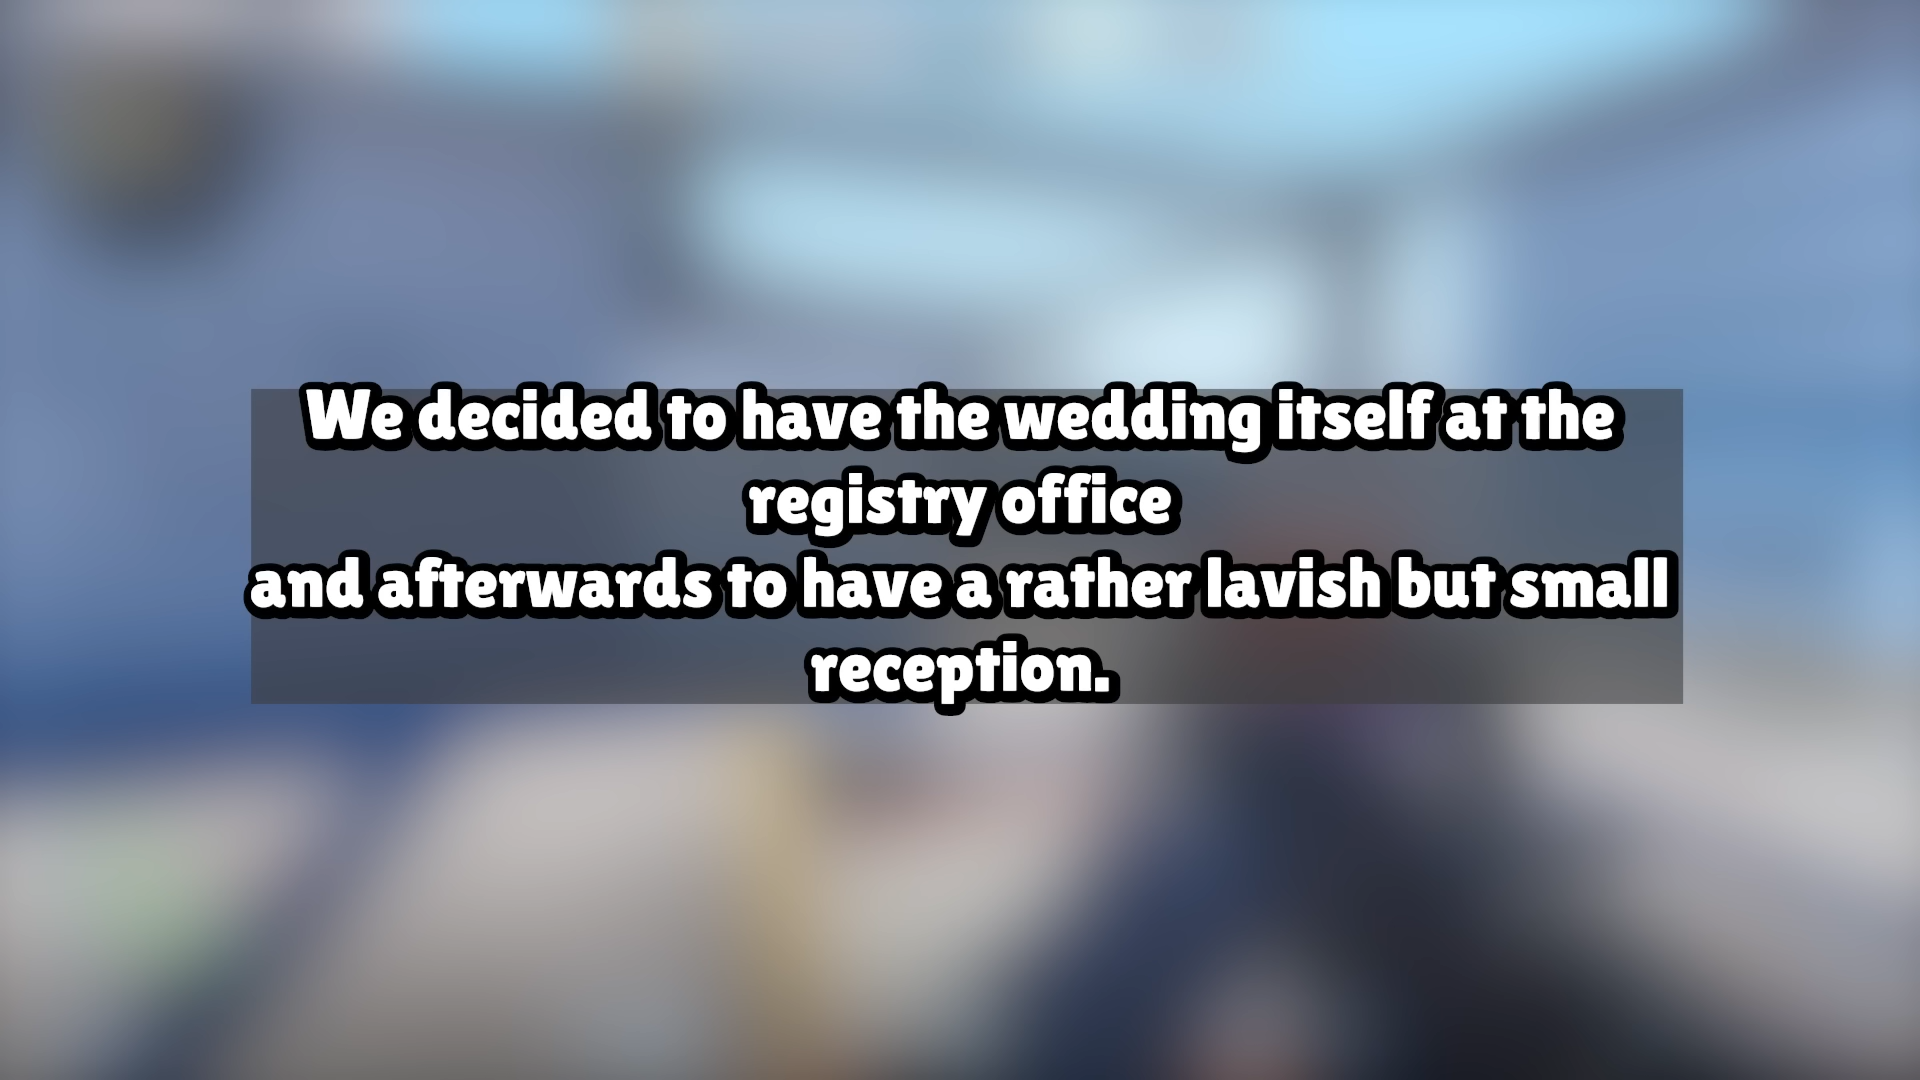 We decided to have the wedding itself at the
registry office
and afterwards to have a rather lavish but small
reception.